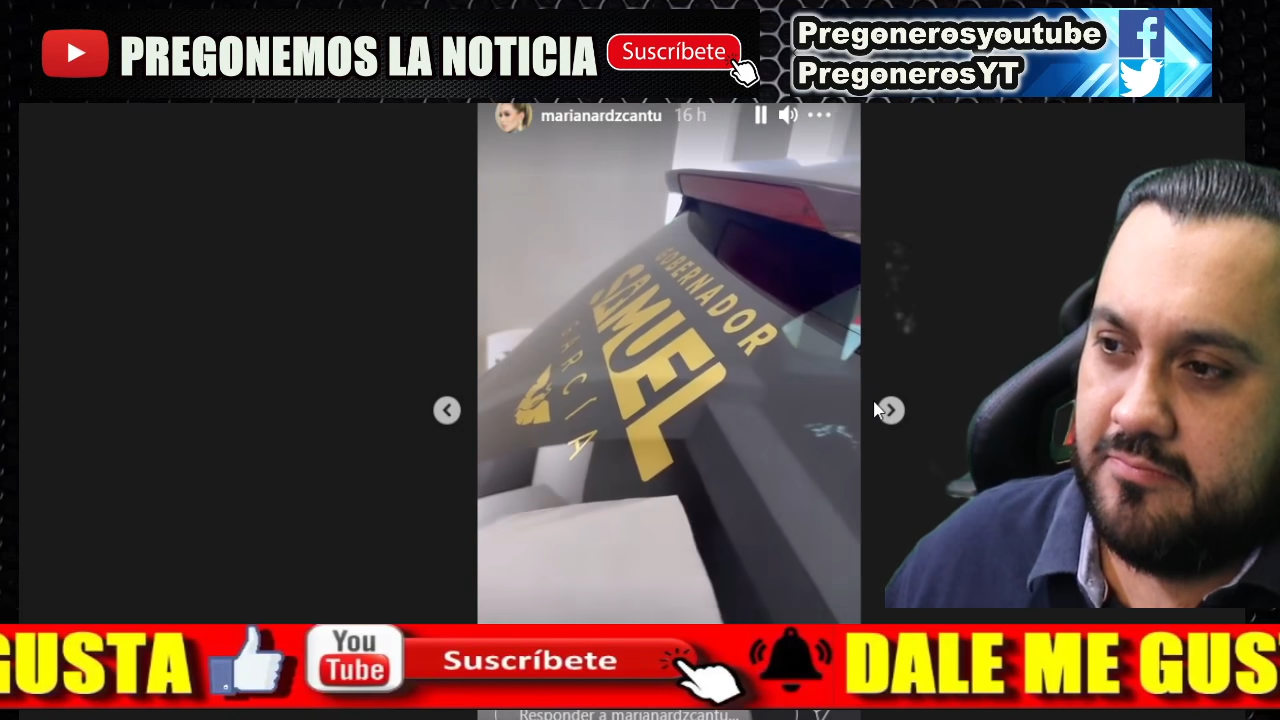 PREGONEMOS LA NOTICIA
Suscríbete
Pregonerosyoutube
PregonerosYT
marianardzcantu 16 h
GOBERNADOR
SAMUEL
GARCIA
GUSTA
You
Tube
Suscríbete
DALE ME GUS
Responder a marianardzcantu...